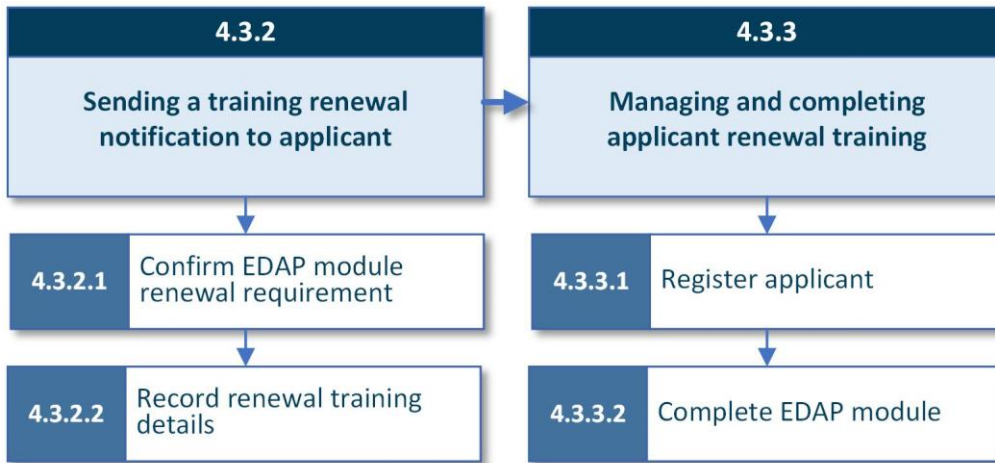 4.3.2
Sending a training renewal
notification to applicant
4.3.2.1
Confirm EDAP module
renewal requirement
4.3.2.2
Record renewal training
details
4.3.3
Managing and completing
applicant renewal training
4.3.3.1
Register applicant
4.3.3.2
Complete EDAP module